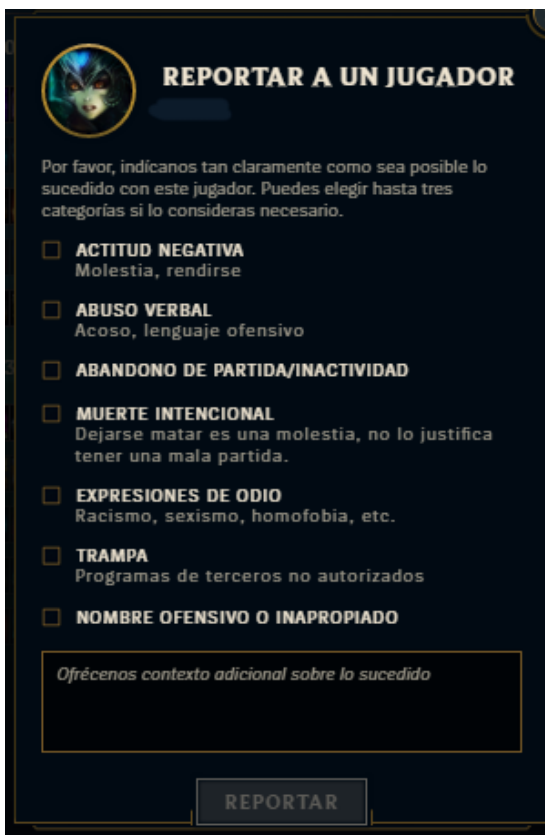 REPORTAR A UN JUGADOR
Por favor, indícanos tan claramente como sea posible lo
sucedido con este jugador. Puedes elegir hasta tres
categorías si lo consideras necesario.
ACTITUD NEGATIVA
Molestia, rendirse
ABUSO VERBAL
Acoso, lenguaje ofensivo
ABANDONO DE PARTIDA/INACTIVIDAD
MUERTE INTENCIONAL
Dejarse matar es una molestia, no lo justifica
tener una mala partida.
EXPRESIONES DE ODIO
Racismo, sexismo, homofobia, etc.
TRAMPA
Programas de terceros no autorizados
NOMBRE OFENSIVO O INAPROPIADO
Ofrécenos contexto adicional sobre lo sucedido
REPORTAR